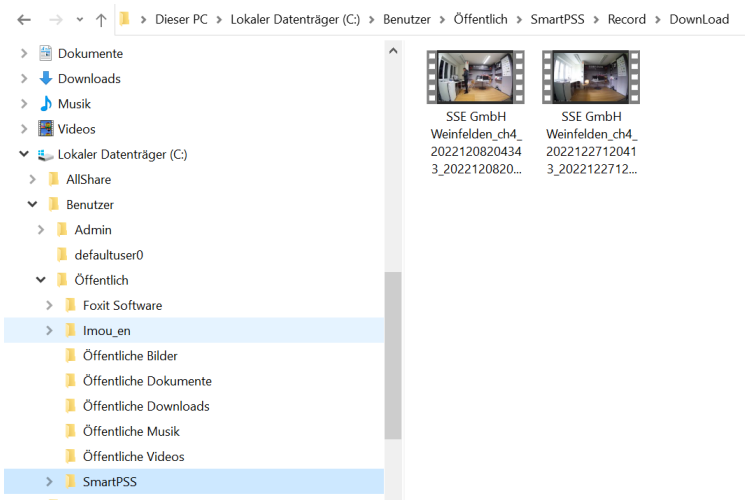 Dieser PC > Lokaler Datenträger (C:) > Benutzer > Öffentlich > SmartPSS > Record > DownLoad
Dokumente
Downloads
Musik
Videos
Lokaler Datenträger (C:)
AllShare
Benutzer
Admin
defaultuser0
Öffentlich
Foxit Software
Imou_en
Öffentliche Bilder
Öffentliche Dokumente
Öffentliche Downloads
Öffentliche Musik
Öffentliche Videos
SmartPSS
SSE GmbH
Weinfelden_ch4_
2022120820434
3_2022120820...
SSE GmbH
Weinfelden_ch4_
2022122712041
3_2022122712...